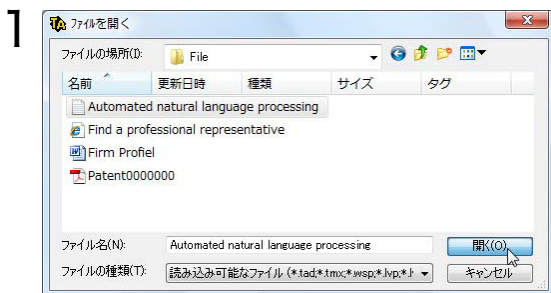 1
ファイルを開く
ファイルの場所(I):
File
名前
更新日時
種類
サイズ
タグ
Automated natural language processing
Find a professional representative
Firm Profiel
Patent0000000
ファイル名(N):
Automated natural language processing
開く(O)
ファイルの種類(T):
読み込み可能なファイル (*.tad;*.tmx;*.wsp;*.lvp;*.h
キャンセル